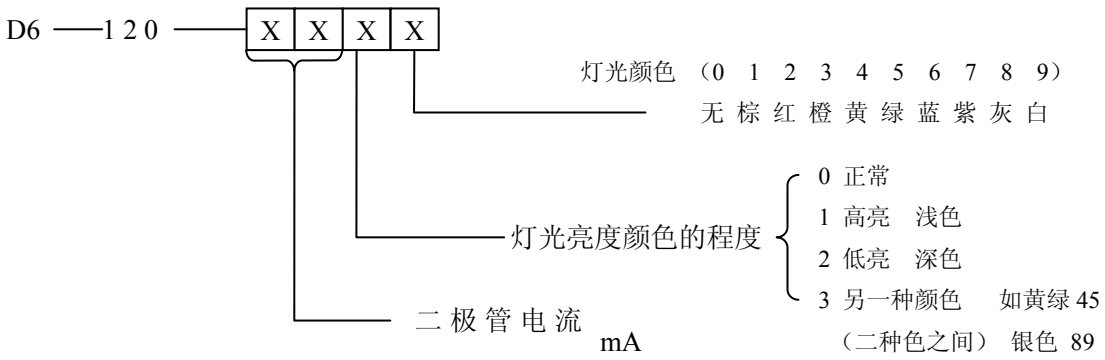 D6 120 X X X X
灯光颜色 (0 1 2 3 4 5 6 7 8 9)
无 棕 红 橙 黄 绿 蓝 紫 灰 白
0 正常
1 高亮 浅色
灯光亮度颜色的程度
2 低亮 深色
3 另一种颜色 如黄绿 45
二极管电流 mA
（二种色之间） 银色 89